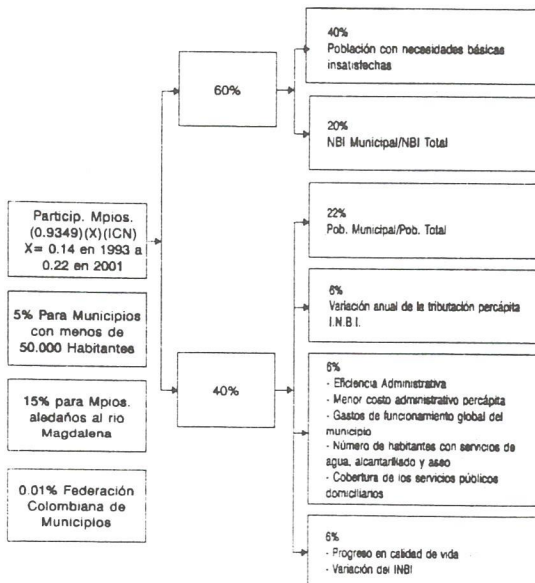 Particip. Mpios.
(0.9349)(X)(ICN)
X= 0.14 en 1993 a
0.22 en 2001
5% Para Municipios
con menos de
50.000 Habitantes
15% para Mpios.
aledaños al rio
Magdalena
0.01% Federación
Colombiana de
Municipios
60%
40%
40%
Población con necesidades básicas
insatisfechas
20%
NBI Municipal/NBI Total
22%
Pob. Municipal/Pob. Total
6%
Variación anual de la tributación percápita
I.N.B.I.
6%
- Eficiencia Administrativa
- Menor costo administrativo percápita
- Gastos de funcionamiento global del
municipio
- Número de habitantes con servicios de
agua, alcantarillado y aseo
- Cobertura de los servicios públicos
domicilianos
6%
- Progreso en calidad de vida
- Variación del INBI